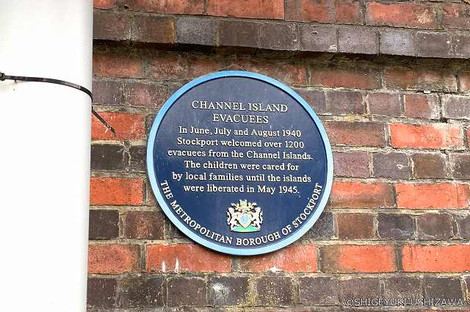 CHANNEL ISLAND
EVACUEES
In June, July and August 1940
Stockport welcomed over 1200
evacuees from the Channel Islands.
The children were cared for
by local families until the islands
were liberated in May 1945.
THE METROPOLITAN BOROUGH OF STOCKPORT
©SHIGEYUKI USHIZAWA